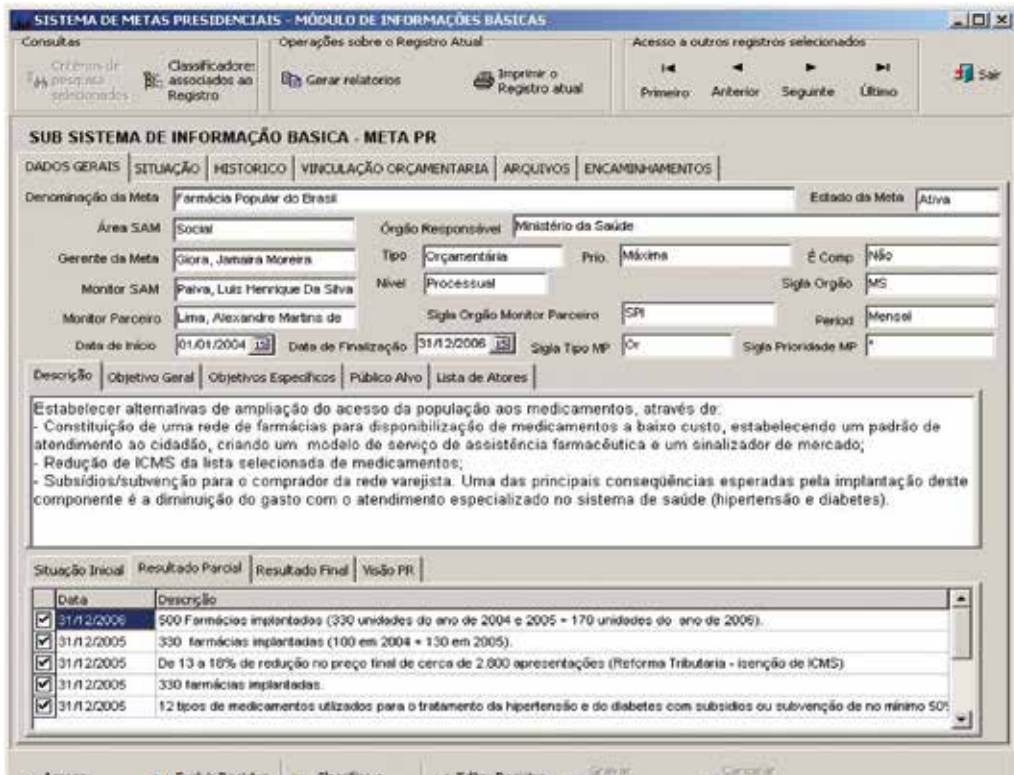 SISTEMA DE METAS PRESIDENCIAIS - MÓDULO DE INFORMAÇÕES BÁSICAS
Consultas
Operações sobre o Registro Atual
Acesso a outros registros selecionados
Critérios de pesquisa selecionados
Classificadores associados ao Registro
Gerar relatorios
Imprimir o Registro atual
Primeiro
Anterior
Seguinte
Último
Sair
SUB SISTEMA DE INFORMAÇÃO BASICA - META PR
DADOS GERAIS
SITUAÇÃO
HISTORICO
VINCULAÇÃO ORÇAMENTARIA
ARQUIVOS
ENCAMINHAMENTOS
Denominação da Meta Farmácia Popular do Brasil Estado da Meta Ativa
Área SAM Social Órgão Responsável Ministério da Saúde
Gerente da Meta Giora, Jamaira Moreira Tipo Orçamentária Prio. Máxima É Comp Não
Monitor SAM Paiva, Luis Henrique Da Silva Nivel Processual Sigla Orgão MS
Monitor Parceiro Lima, Alexandre Martins de Sigla Orgão Monitor Parceiro SPI Period Mensal
Data de Início 01/01/2004 Data de Finalização 31/12/2006 Sigla Tipo MP Or Sigla Prioridade MP *
Descrição
Objetivo Geral
Objetivos Específicos
Público Alvo
Lista de Atores
Estabelecer alternativas de ampliação do acesso da população aos medicamentos, através de:
- Constituição de uma rede de farmácias para disponibilização de medicamentos a baixo custo, estabelecendo um padrão de
atendimento ao cidadão, criando um modelo de serviço de assistência farmacêutica e um sinalizador de mercado;
- Redução de ICMS da lista selecionada de medicamentos;
- Subsídios/subvenção para o comprador da rede varejista. Uma das principais conseqüências esperadas pela implantação deste
componente é a diminuição do gasto com o atendimento especializado no sistema de saúde (hipertensão e diabetes).
Situação Inicial
Resultado Parcial
Resultado Final
Visão PR
Data Descrição
31/12/2006 500 Farmácias implantadas (330 unidades do ano de 2004 e 2005 + 170 unidades do ano de 2006).
31/12/2005 330 farmácias implantadas (100 em 2004 + 130 em 2005).
31/12/2005 De 13 a 18% de redução no preço final de cerca de 2.800 apresentações (Reforma Tributaria - isenção de ICMS)
31/12/2005 330 farmácias implantadas.
31/12/2005 12 tipos de medicamentos utlizados para o tratamento da hipertensão e do diabetes com subsidios ou subvenção de no mínimo 50%